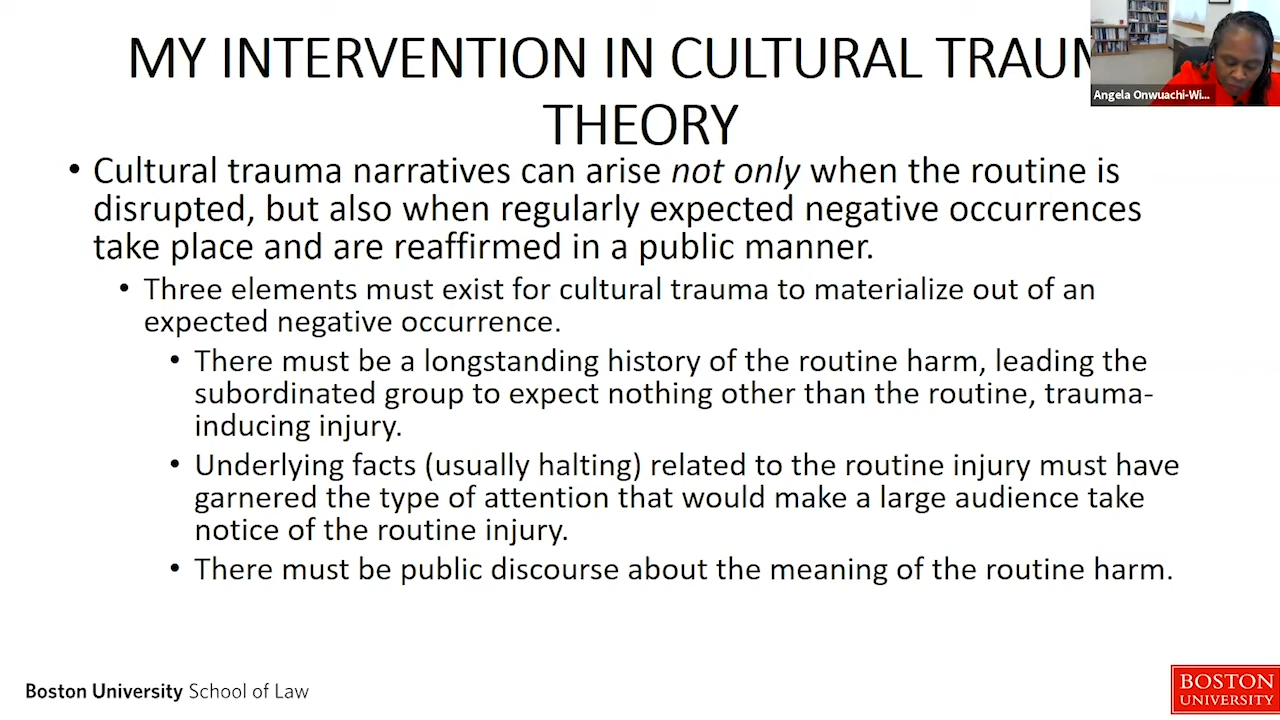 MY INTERVENTION IN CULTURAL TRAUM
THEORY
Angela Onwuachi-Wi...
• Cultural trauma narratives can arise not only when the routine is
disrupted, but also when regularly expected negative occurrences
take place and are reaffirmed in a public manner.
• Three elements must exist for cultural trauma to materialize out of an
expected negative occurrence.
• There must be a longstanding history of the routine harm, leading the
subordinated group to expect nothing other than the routine, trauma-
inducing injury.
• Underlying facts (usually halting) related to the routine injury must have
garnered the type of attention that would make a large audience take
notice of the routine injury.
• There must be public discourse about the meaning of the routine harm.
Boston University School of Law
BOSTON
UNIVERSITY